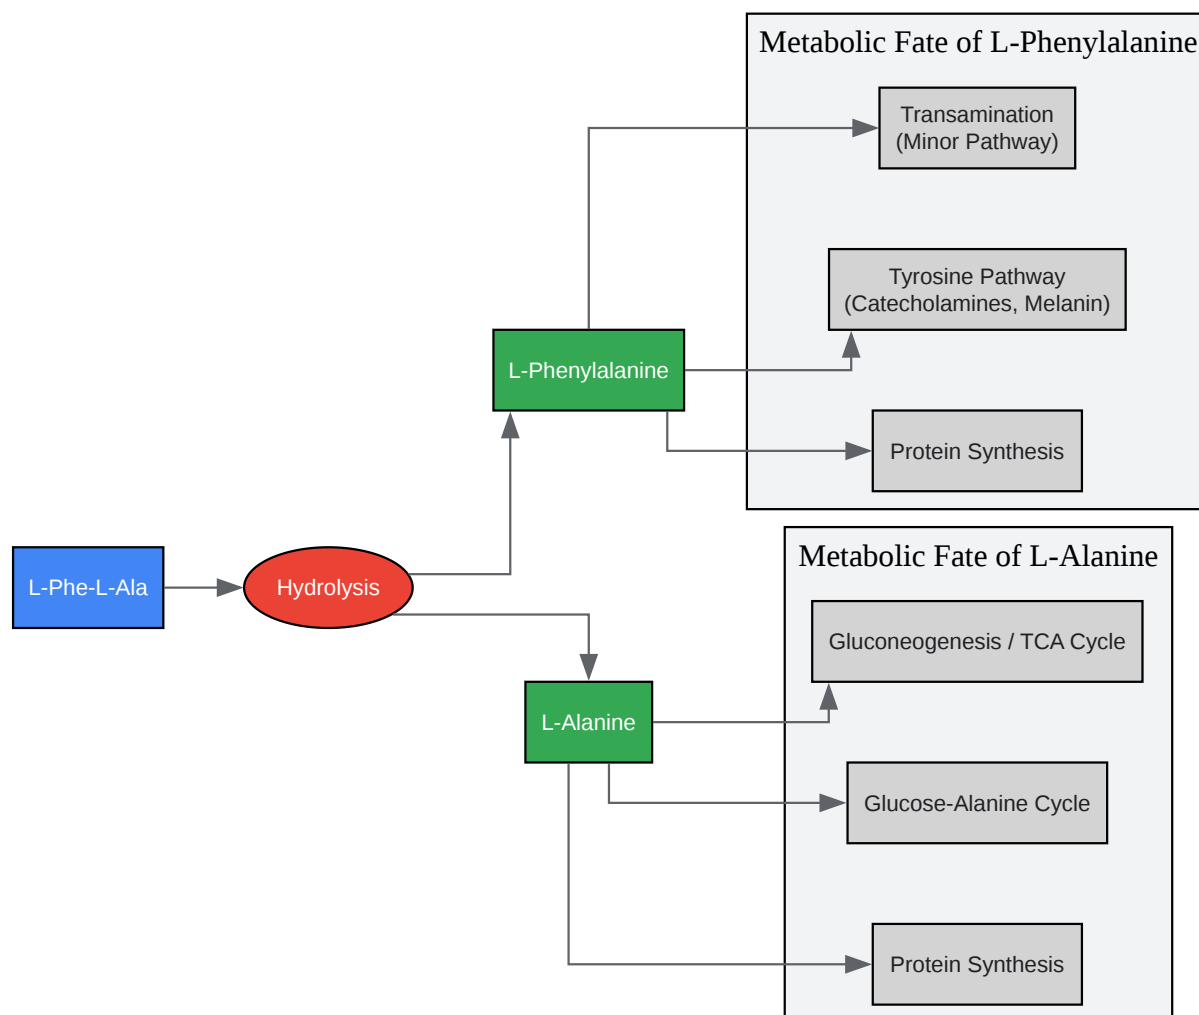 Metabolic Fate of L-Phenylalanine
Transamination
(Minor Pathway)
Tyrosine Pathway
(Catecholamines, Melanin)
L-Phenylalanine
Protein Synthesis
L-Phe-L-Ala
Hydrolysis
Metabolic Fate of L-Alanine
Gluconeogenesis / TCA Cycle
L-Alanine
Glucose-Alanine Cycle
Protein Synthesis